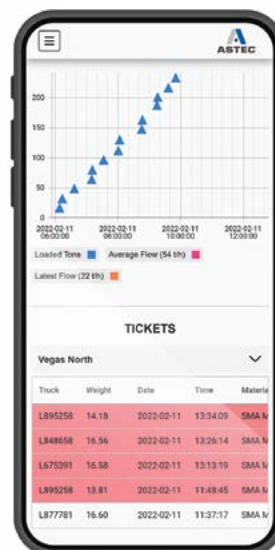 ASTEC
200
150
100
50
0
2022-02-11 2022-02-11 2022-02-11 2022-02-11
06:00:00 08:00:00 10:00:00 12:00:00
Loaded Tons Average Flow (54 t/h)
Latest Flow (22 t/h)
TICKETS
Vegas North
Truck Weight Date Time Materia
L895258 14.18 2022-02-11 13:34:09 SMA M
L848658 16.56 2022-02-11 13:26:14 SMA M
L675391 16.58 2022-02-11 13:13:19 SMA M
L895258 13.81 2022-02-11 11:48:45 SMA M
L877781 16.60 2022-02-11 11:37:17 SMA M